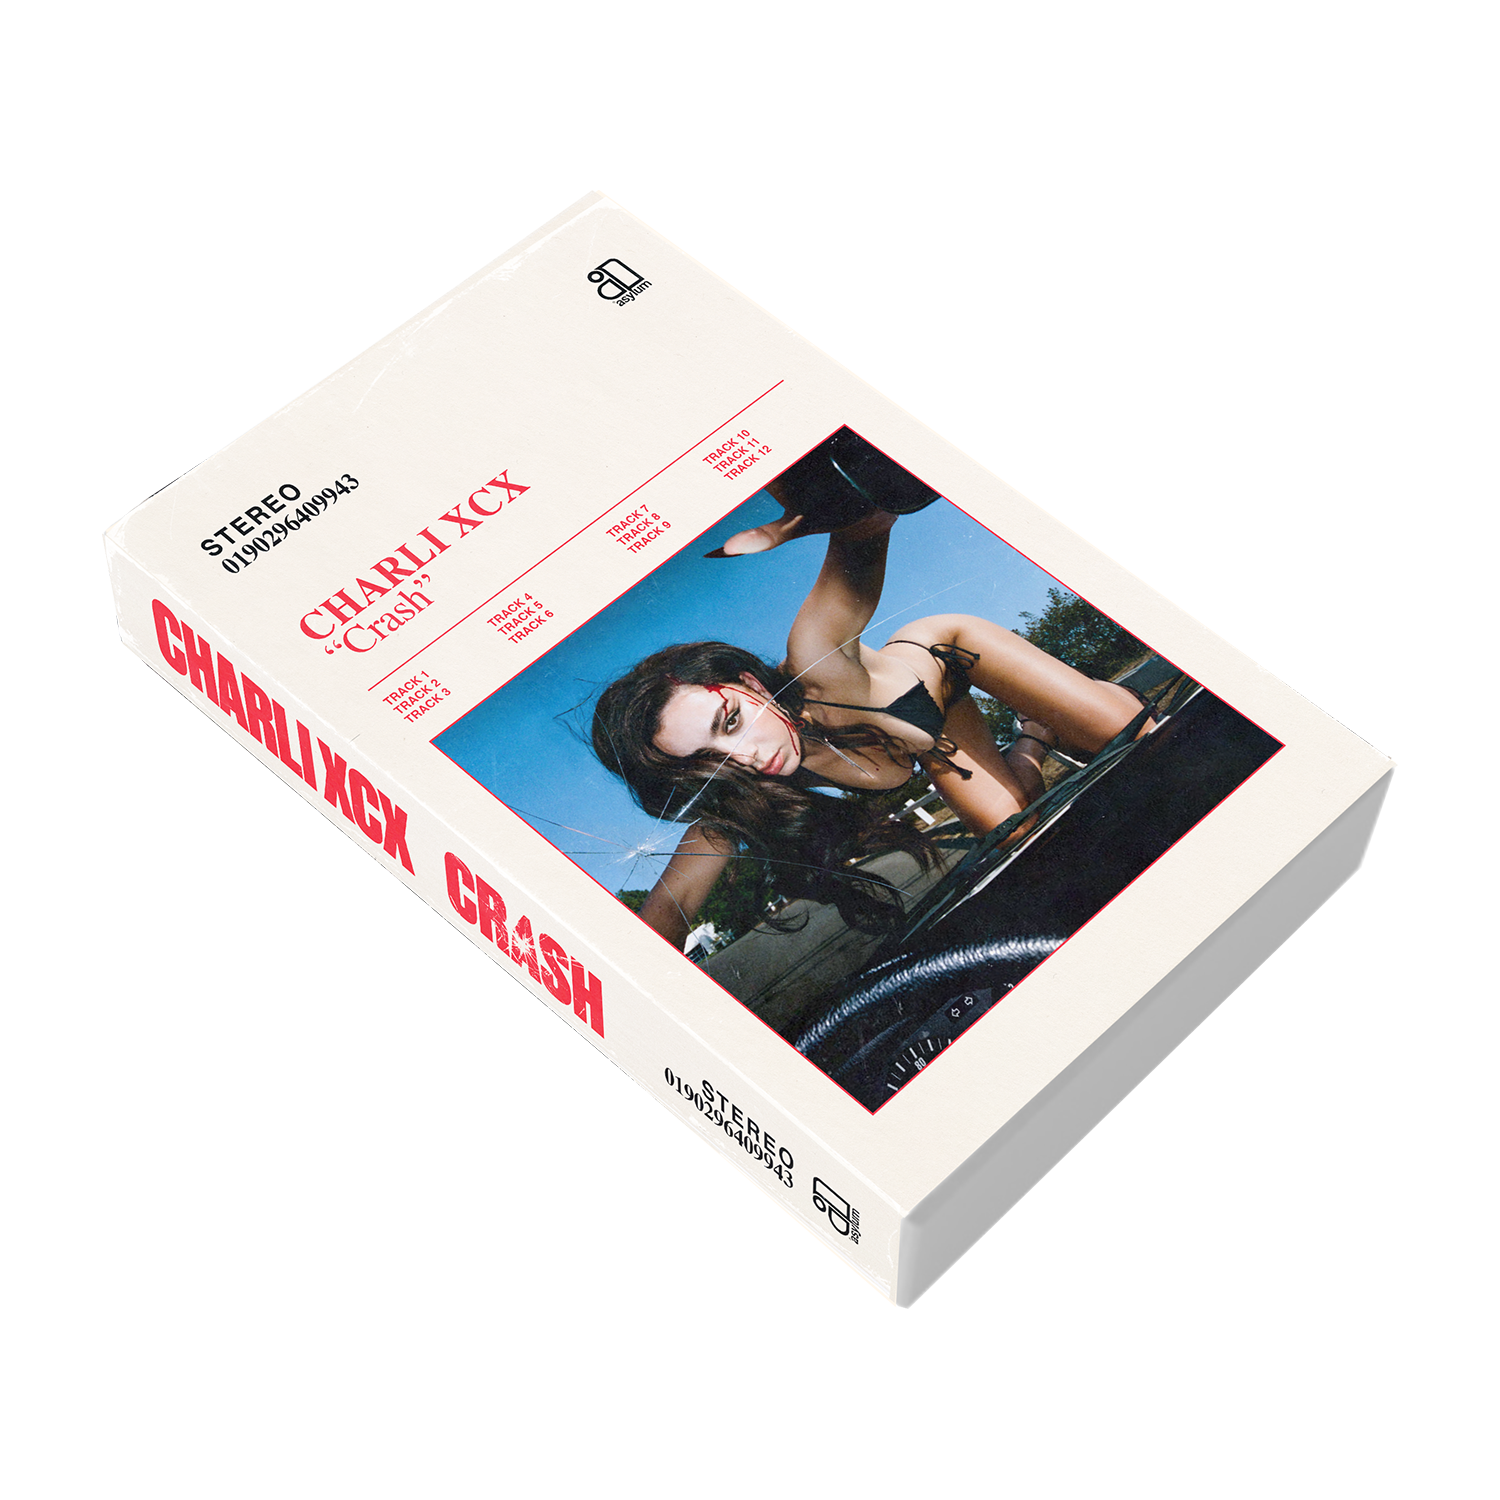 asylum
STEREO
0190296409943
CHARLI XCX
“Crash”
TRACK 1
TRACK 2
TRACK 3
TRACK 4
TRACK 5
TRACK 6
TRACK 7
TRACK 8
TRACK 9
TRACK 10
TRACK 11
TRACK 12
80
CHARLI XCX CRASH
STEREO
0190296409943
asylum